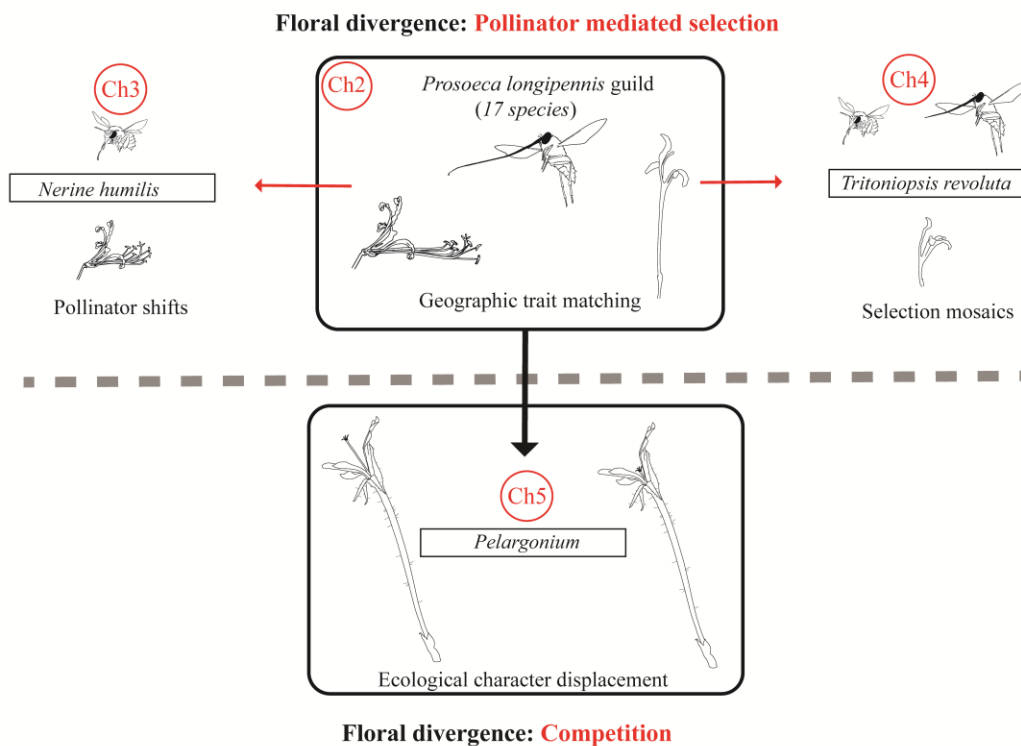 Floral divergence: Pollinator mediated selection
Ch3
Nerine humilis
Pollinator shifts
Ch2
Prosoeca longipennis guild
(17 species)
Geographic trait matching
Ch4
Tritoniopsis revoluta
Selection mosaics
Ch5
Pelargonium
Ecological character displacement
Floral divergence: Competition